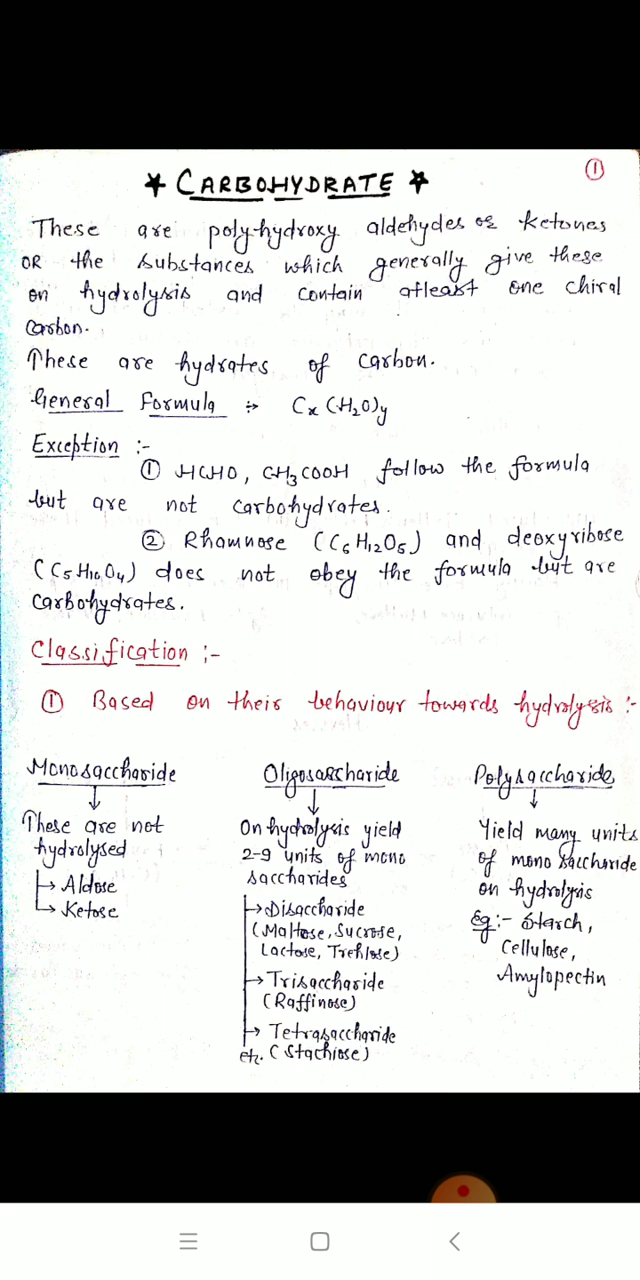 ★ CARBOHYDRATE ★
①
These are poly-hydroxy aldehydes or ketones
OR the substances which generally give these
on hydrolysis and contain atleast one chiral
carbon.
These are hydrates of carbon.
General Formula :- Cx (H2O)y
Exception :-
① HCHO, CH3COOH follow the formula
but are not carbohydrates.
② Rhamnose (C6H12O5) and deoxyribose
(C5H10O4) does not obey the formula but are
carbohydrates.
Classification :-
① Based on their behaviour towards hydrolysis :-
Monosaccharide
↓
These are not
hydrolysed
→ Aldose
→ Ketose
Oligosaccharide
↓
On hydrolysis yield
2-9 units of mono
saccharides
→ Disaccharide
(Maltose, Sucrose,
Lactose, Trehlose)
→ Trisaccharide
(Raffinose)
→ Tetrasaccharide
etc. (Stachiose)
Polysaccharide
↓
Yield many units
of mono saccharide
on hydrolysis
Eg :- Starch,
Cellulose,
Amylopectin